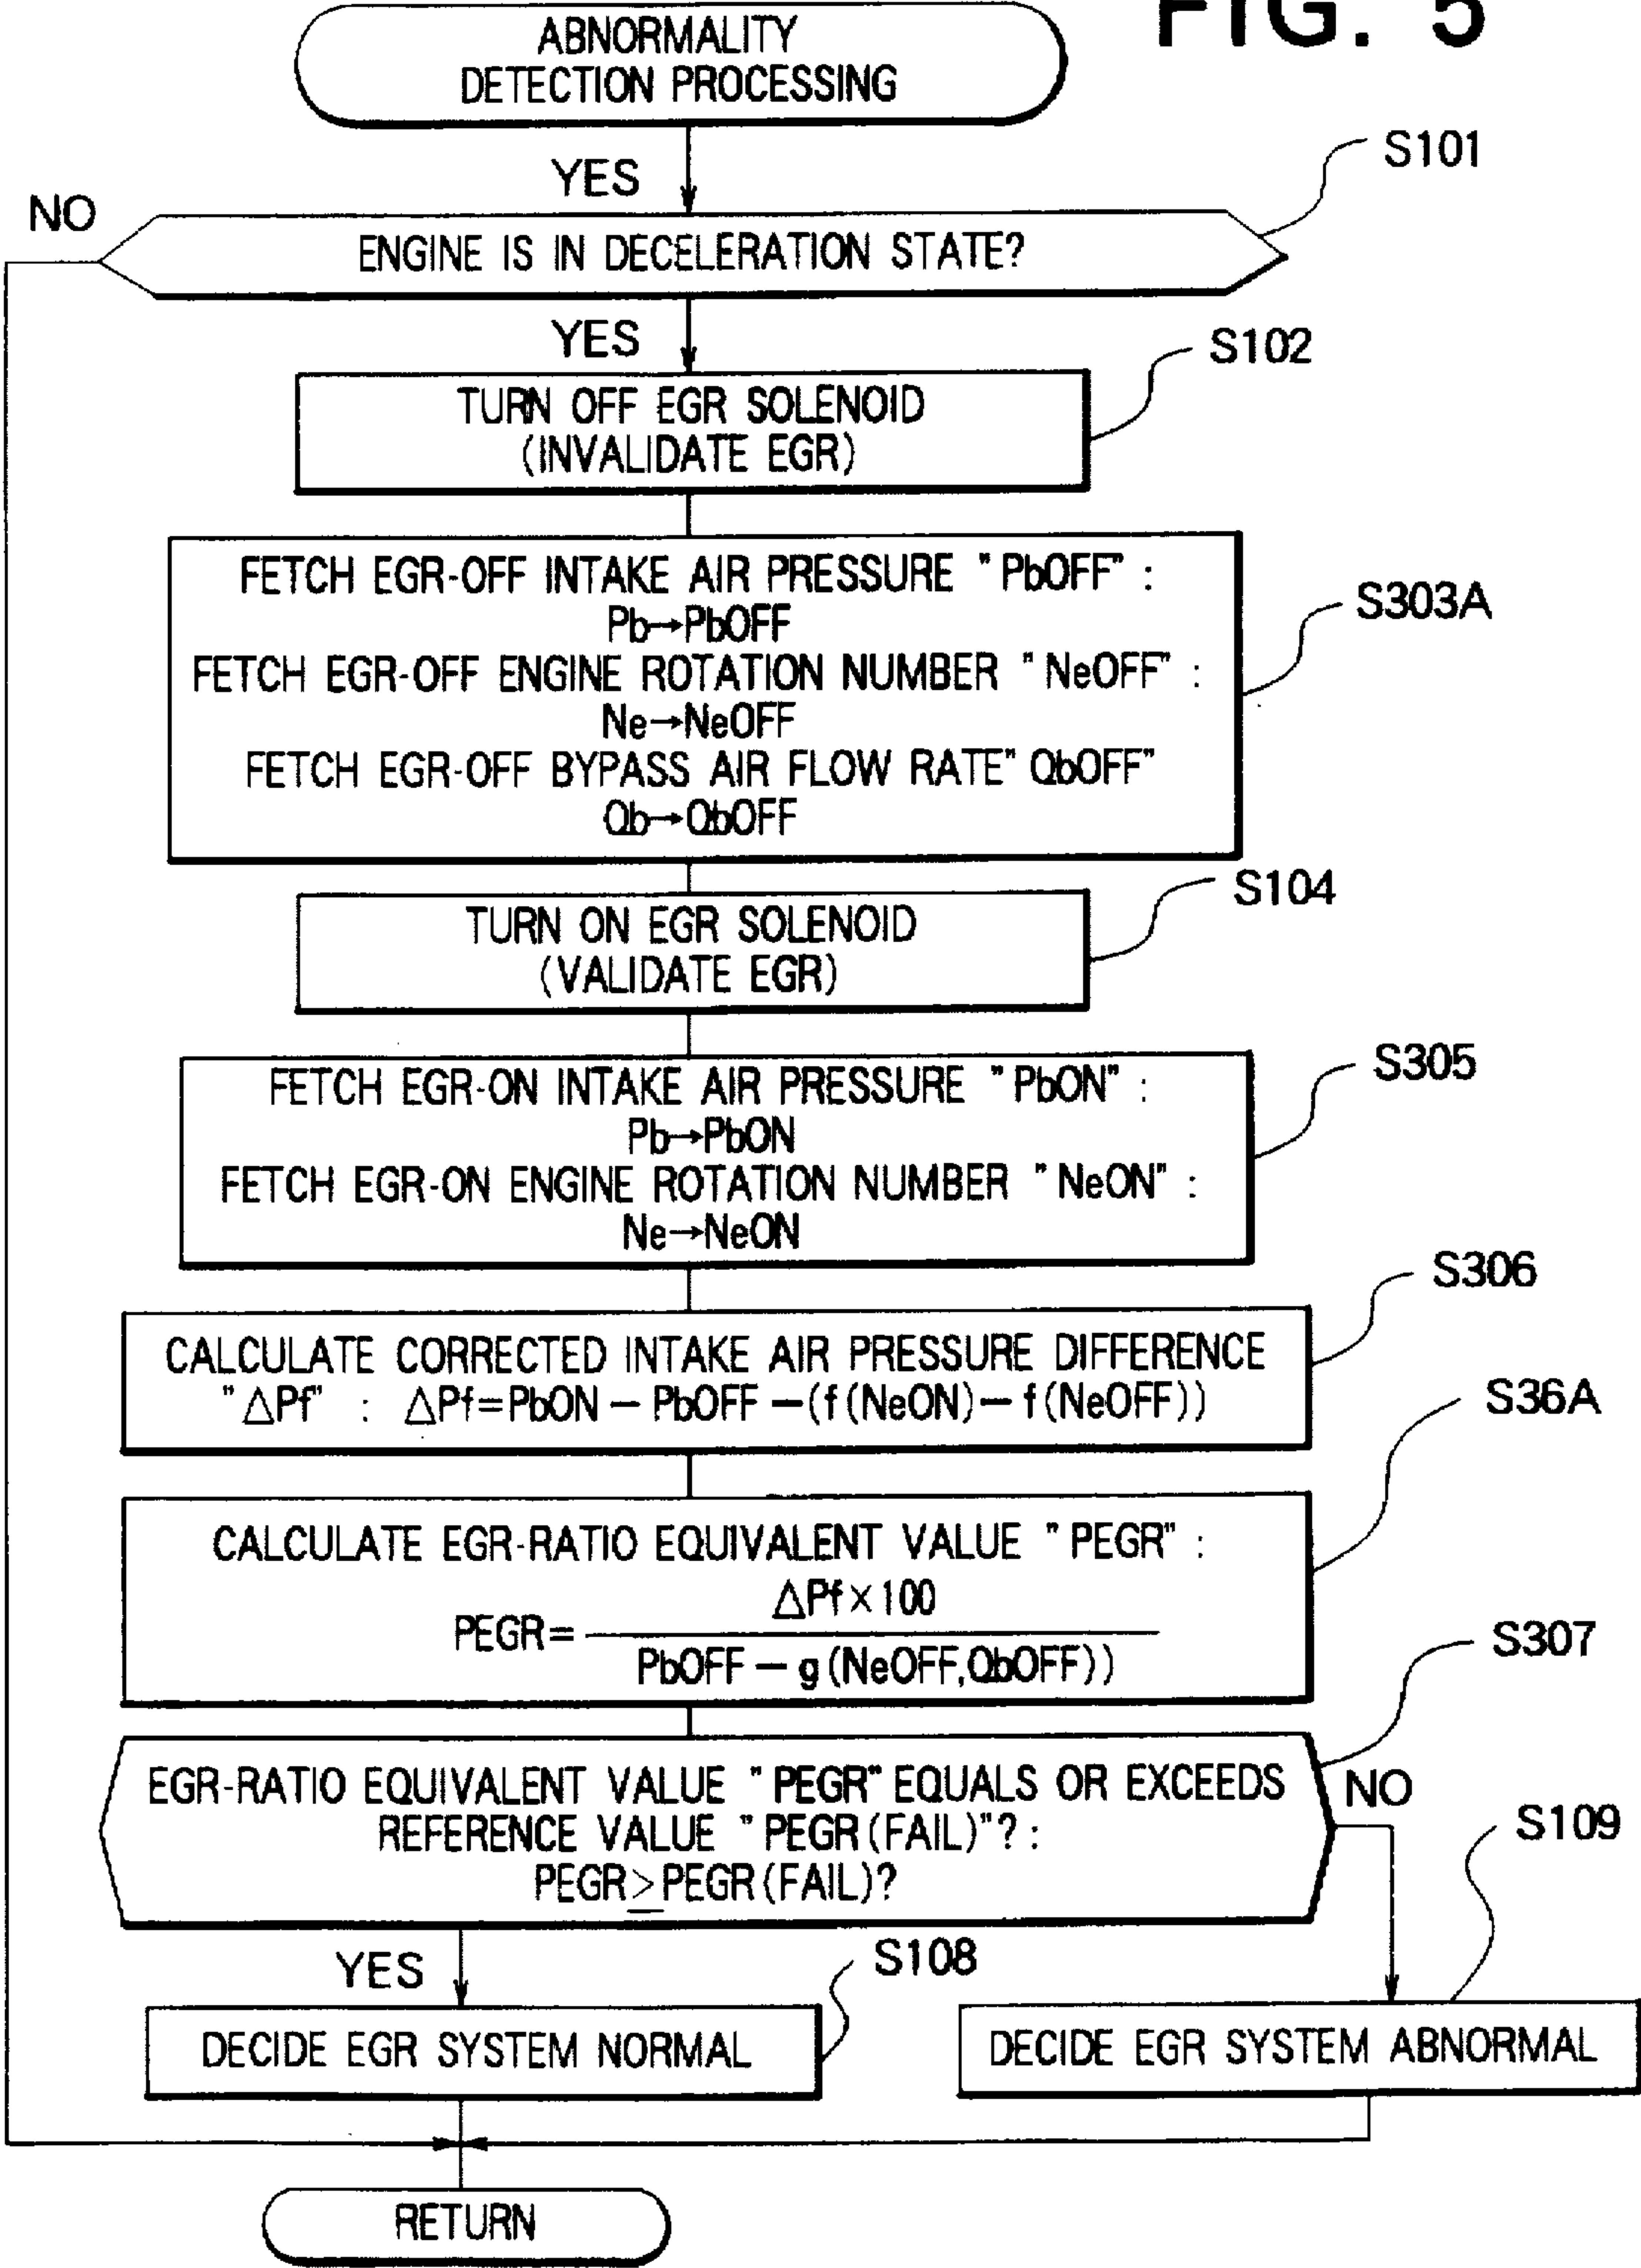 FIG. 5
ABNORMALITY
DETECTION PROCESSING
YES
S101
NO
ENGINE IS IN DECELERATION STATE?
YES
S102
TURN OFF EGR SOLENOID
(INVALIDATE EGR)
FETCH EGR-OFF INTAKE AIR PRESSURE "PbOFF" :
Pb→PbOFF
S303A
FETCH EGR-OFF ENGINE ROTATION NUMBER "NeOFF" :
Ne→NeOFF
FETCH EGR-OFF BYPASS AIR FLOW RATE"QbOFF"
Qb→QbOFF
S104
TURN ON EGR SOLENOID
(VALIDATE EGR)
S305
FETCH EGR-ON INTAKE AIR PRESSURE "PbON" :
Pb→PbON
FETCH EGR-ON ENGINE ROTATION NUMBER "NeON" :
Ne→NeON
S306
CALCULATE CORRECTED INTAKE AIR PRESSURE DIFFERENCE
"△Pf" : △Pf=PbON－PbOFF－(f(NeON)－f(NeOFF))
S36A
CALCULATE EGR-RATIO EQUIVALENT VALUE "PEGR" :
△Pf×100
PEGR=
PbOFF－g(NeOFF,QbOFF))
S307
EGR-RATIO EQUIVALENT VALUE "PEGR" EQUALS OR EXCEEDS
REFERENCE VALUE "PEGR(FAIL)"? :
PEGR≥PEGR(FAIL)?
NO
S109
YES
S108
DECIDE EGR SYSTEM NORMAL
DECIDE EGR SYSTEM ABNORMAL
RETURN